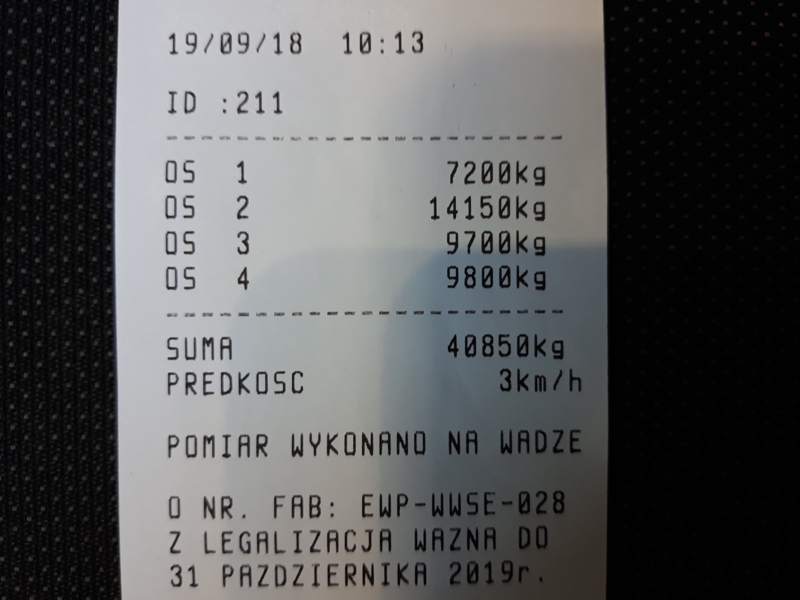 19/09/18 10:13
ID :211
OS 1 7200kg
OS 2 14150kg
OS 3 9700kg
OS 4 9800kg
SUMA 40850kg
PREDKOSC 3km/h
POMIAR WYKONANO NA WADZE
O NR. FAB: EWP-WWSE-028
Z LEGALIZACJA WAZNA DO
31 PAZDZIERNIKA 2019r.